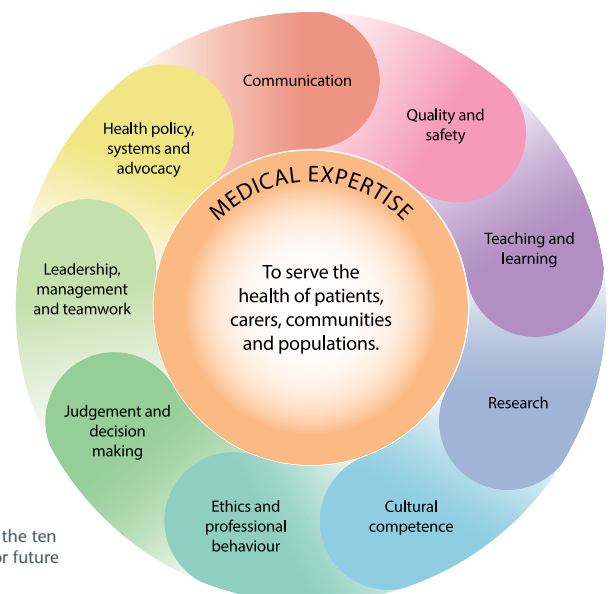 Communication
Quality and
safety
Teaching and
learning
Research
Cultural
competence
Ethics and
professional
behaviour
Judgement and
decision
making
Leadership,
management
and teamwork
Health policy,
systems and
advocacy
MEDICAL EXPERTISE
To serve the
health of patients,
carers, communities
and populations.
the ten
or future